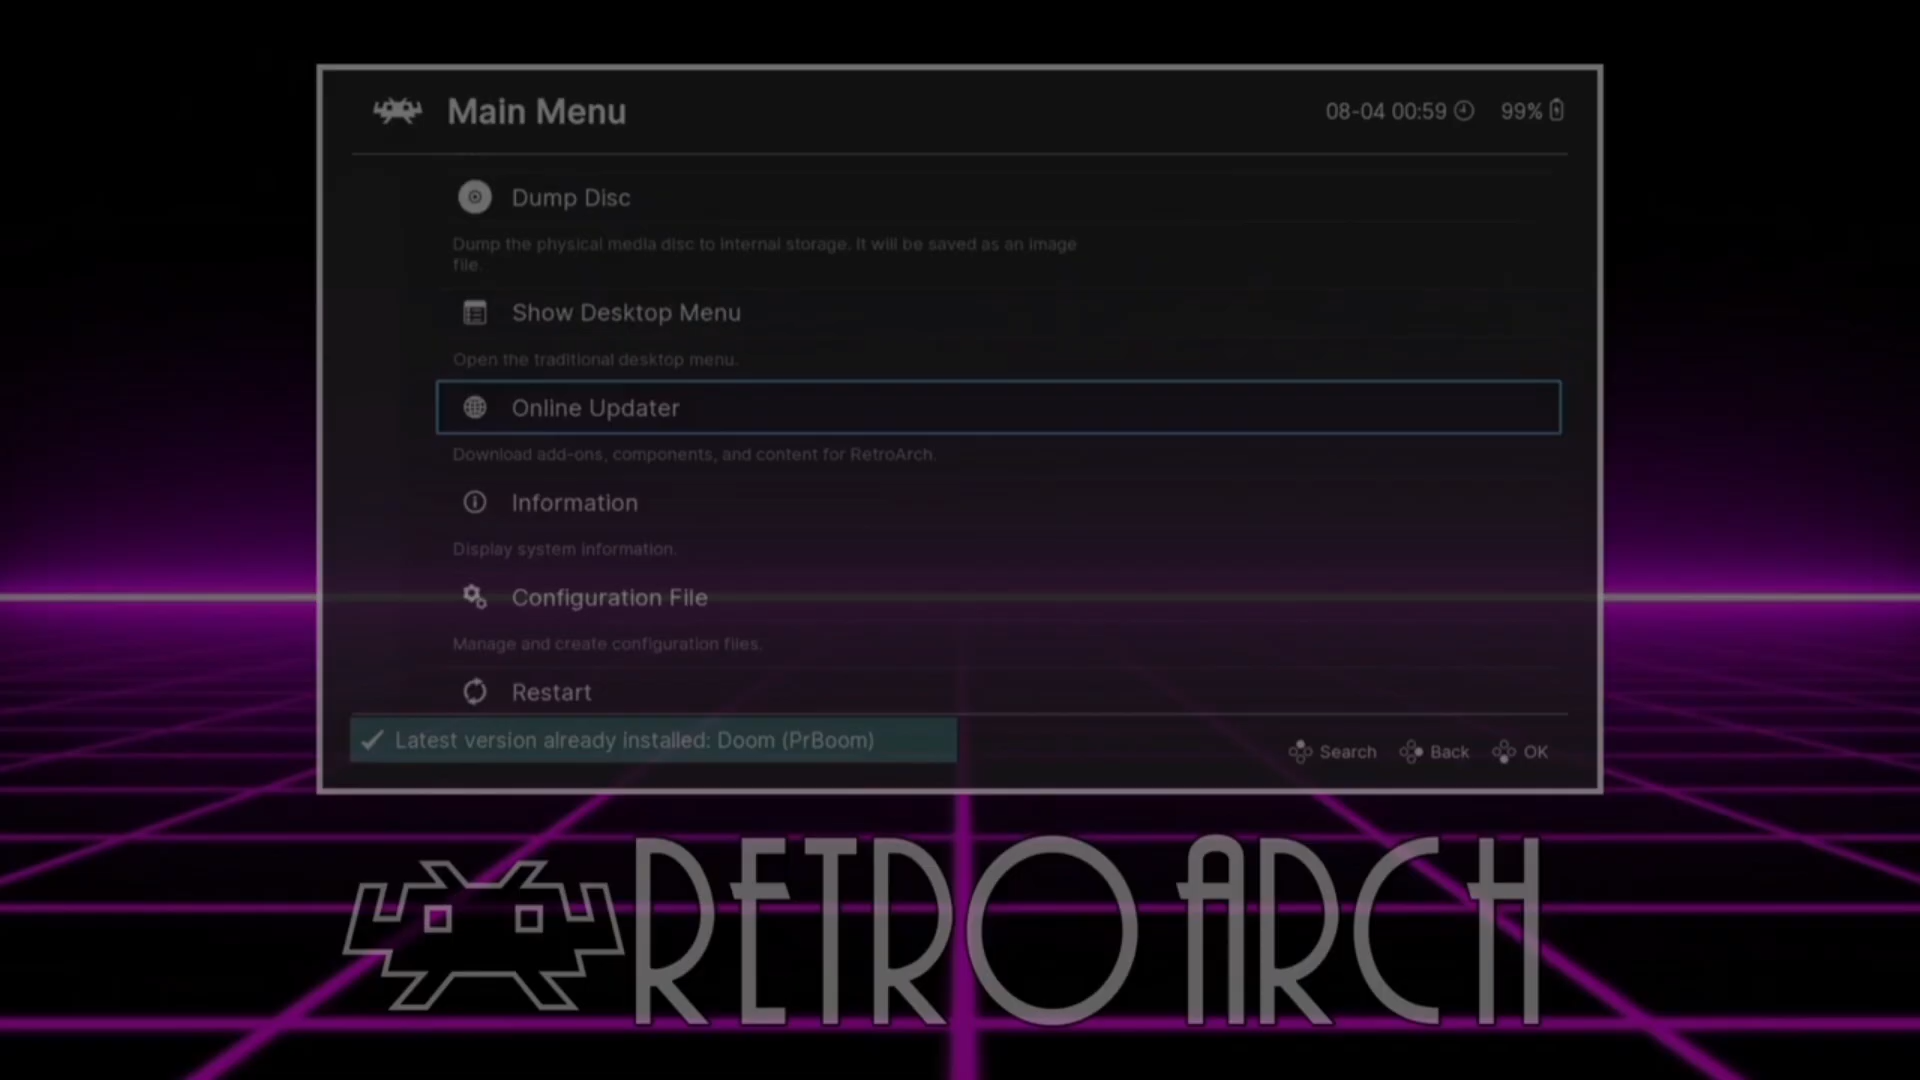 Main Menu
08-04 00:59
99%
Dump Disc
Dump the physical media disc to internal storage. It will be saved as an image
file.
Show Desktop Menu
Open the traditional desktop menu.
Online Updater
Download add-ons, components, and content for RetroArch.
Information
Display system information.
Configuration File
Manage and create configuration files.
Restart
Latest version already installed: Doom (PrBoom)
Search
Back
OK
RETROARCH